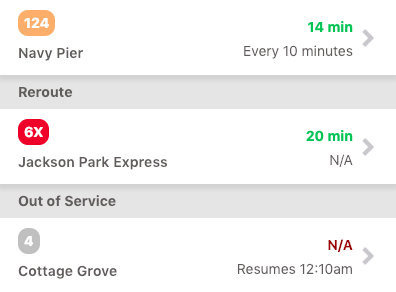 124
14 min
Navy Pier
Every 10 minutes
Reroute
6X
20 min
Jackson Park Express
N/A
Out of Service
4
N/A
Cottage Grove
Resumes 12:10am